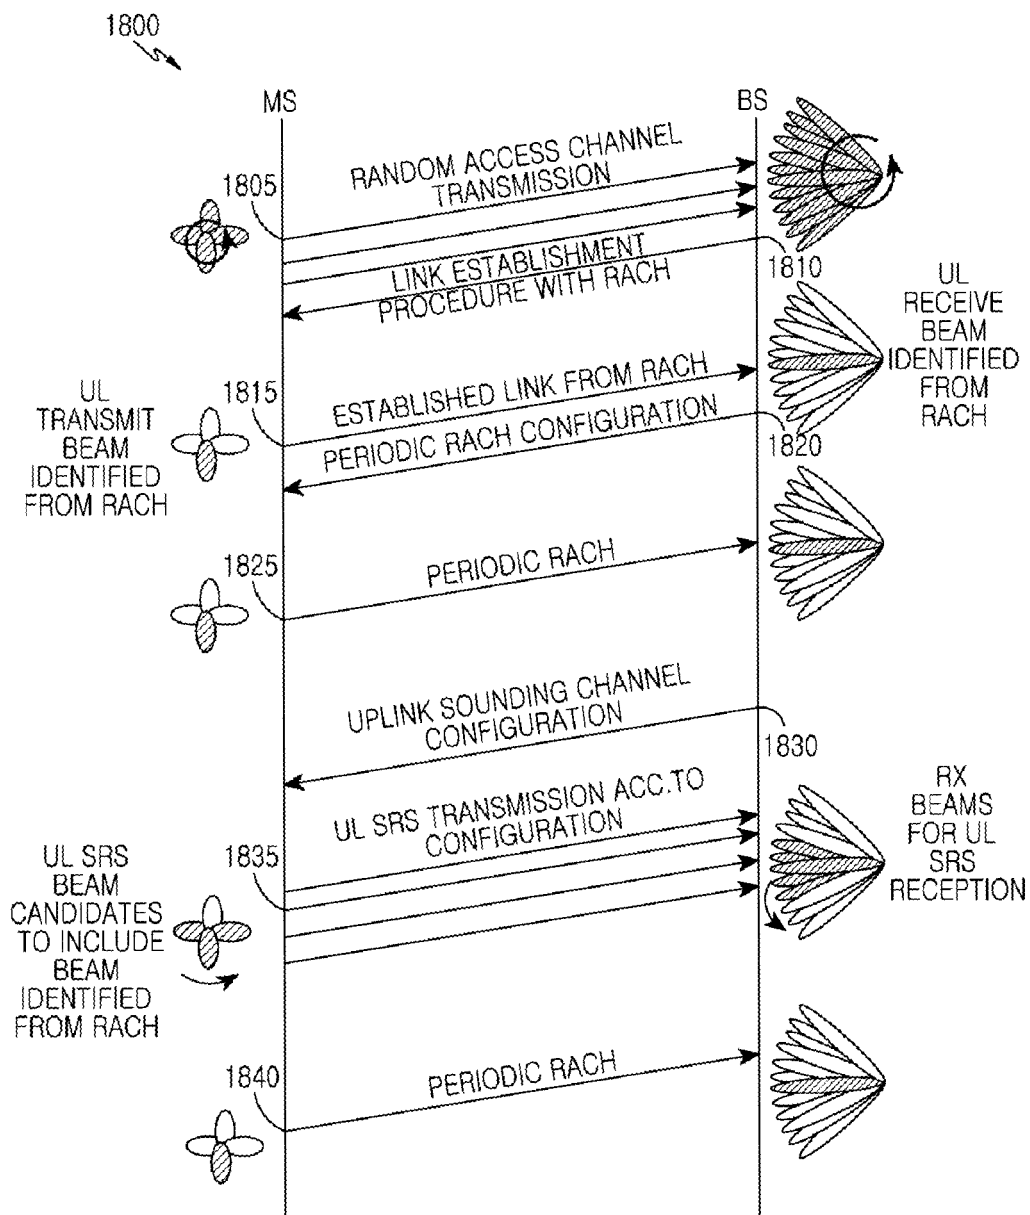 1800
MS
BS
RANDOM ACCESS CHANNEL
TRANSMISSION
1805
LINK ESTABLISHMENT
PROCEDURE WITH RACH
1810
UL
RECEIVE
BEAM
IDENTIFIED
FROM
RACH
UL
TRANSMIT
BEAM
IDENTIFIED
FROM RACH
1815
ESTABLISHED LINK FROM RACH
PERIODIC RACH CONFIGURATION
1820
1825
PERIODIC RACH
UPLINK SOUNDING CHANNEL
CONFIGURATION
1830
UL SRS TRANSMISSION ACC.TO
CONFIGURATION
RX
BEAMS
FOR UL
SRS
RECEPTION
UL SRS
BEAM
CANDIDATES
TO INCLUDE
BEAM
IDENTIFIED
FROM RACH
1835
1840
PERIODIC RACH